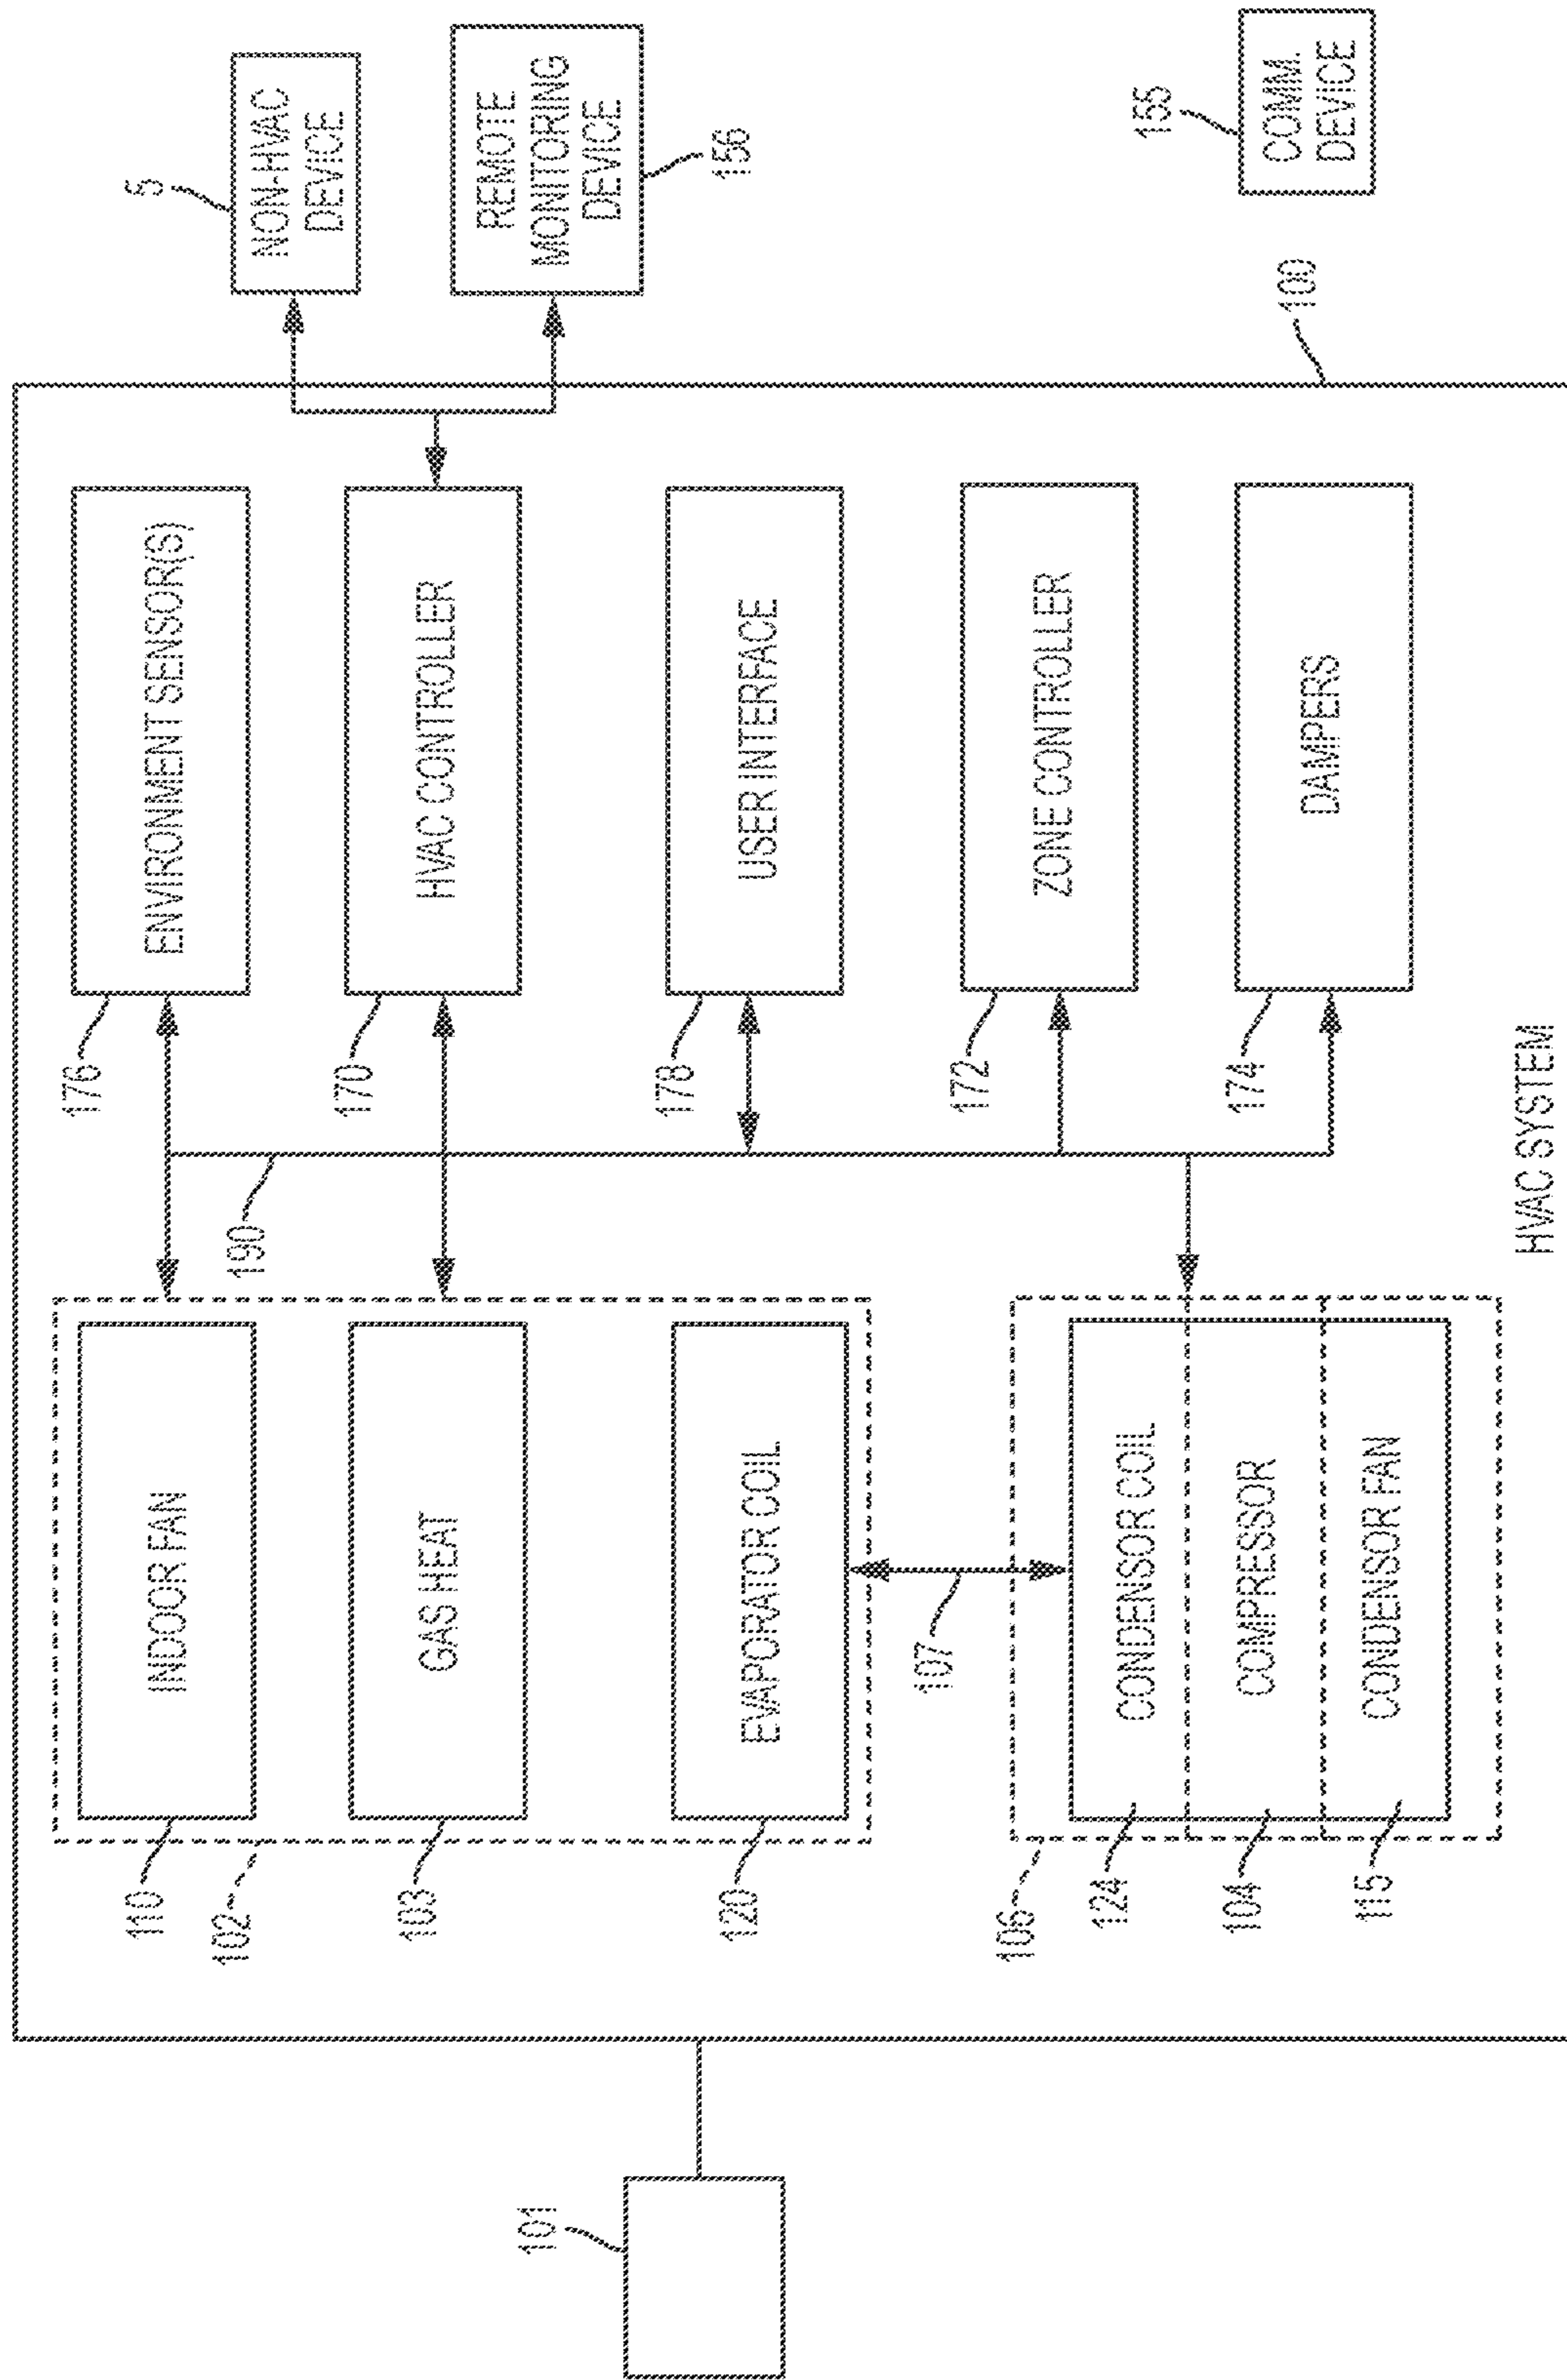 101
110
INDOOR FAN
102
103
GAS HEAT
120
EVAPORATOR COIL
107
106
124
CONDENSOR COIL
104
COMPRESSOR
115
CONDENSOR FAN
190
176
ENVIRONMENT SENSOR(S)
170
HVAC CONTROLLER
178
USER INTERFACE
172
ZONE CONTROLLER
174
DAMPERS
HVAC SYSTEM
100
5
NON-HVAC
DEVICE
REMOTE
MONITORING
DEVICE
156
155
COMM.
DEVICE